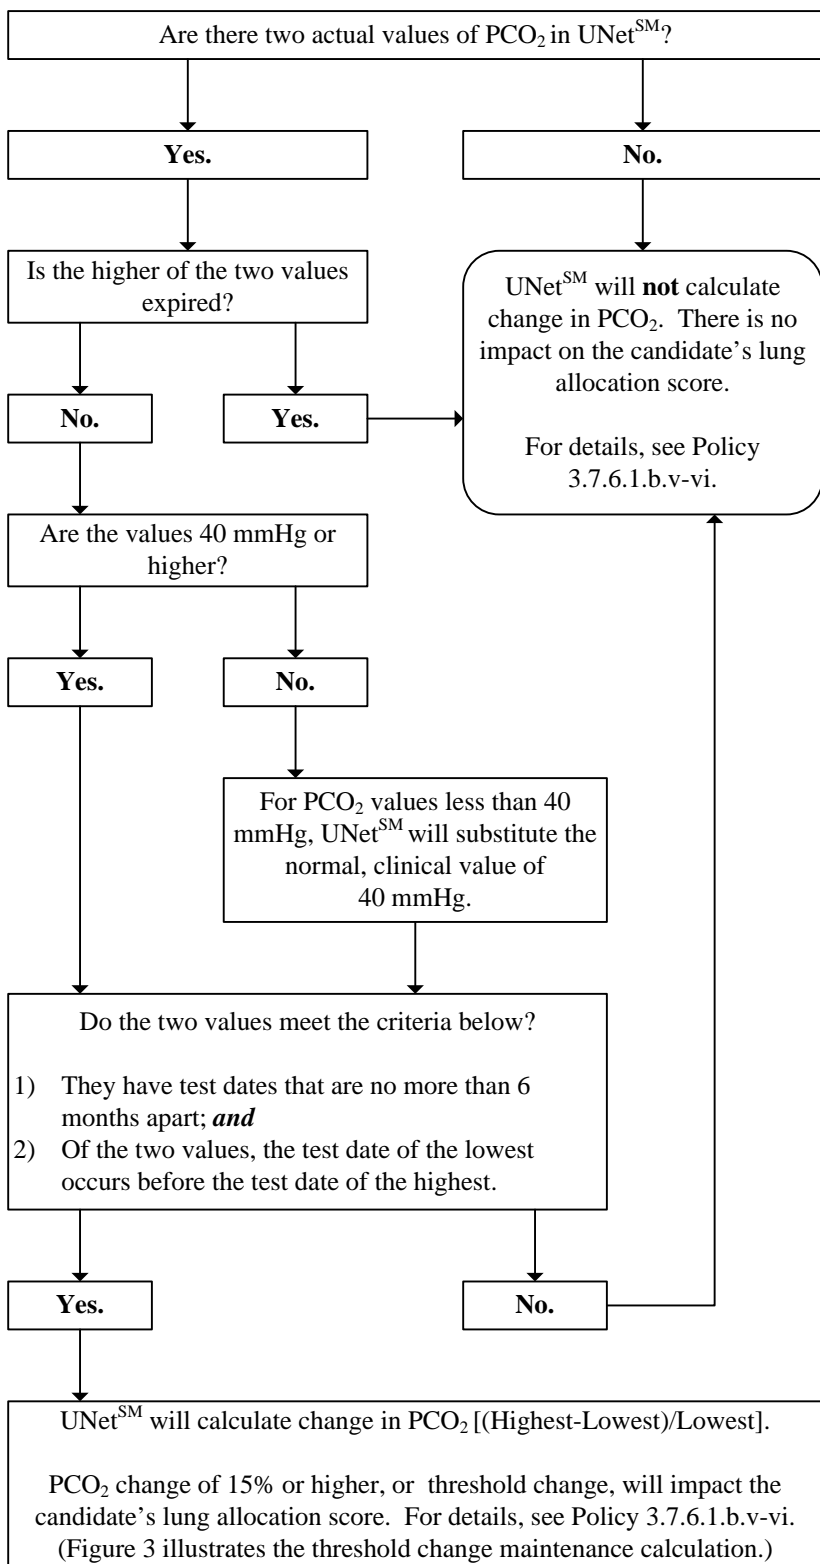 Are there two actual values of PCO₂ in UNet^SM?
Yes.
No.
Is the higher of the two values
expired?
UNet^SM will not calculate
change in PCO₂. There is no
impact on the candidate's lung
allocation score.
For details, see Policy
3.7.6.1.b.v-vi.
No.
Yes.
Are the values 40 mmHg or
higher?
Yes.
No.
For PCO₂ values less than 40
mmHg, UNet^SM will substitute the
normal, clinical value of
40 mmHg.
Do the two values meet the criteria below?
1) They have test dates that are no more than 6
months apart; and
2) Of the two values, the test date of the lowest
occurs before the test date of the highest.
Yes.
No.
UNet^SM will calculate change in PCO₂ [(Highest-Lowest)/Lowest].
PCO₂ change of 15% or higher, or threshold change, will impact the
candidate's lung allocation score. For details, see Policy 3.7.6.1.b.v-vi.
(Figure 3 illustrates the threshold change maintenance calculation.)